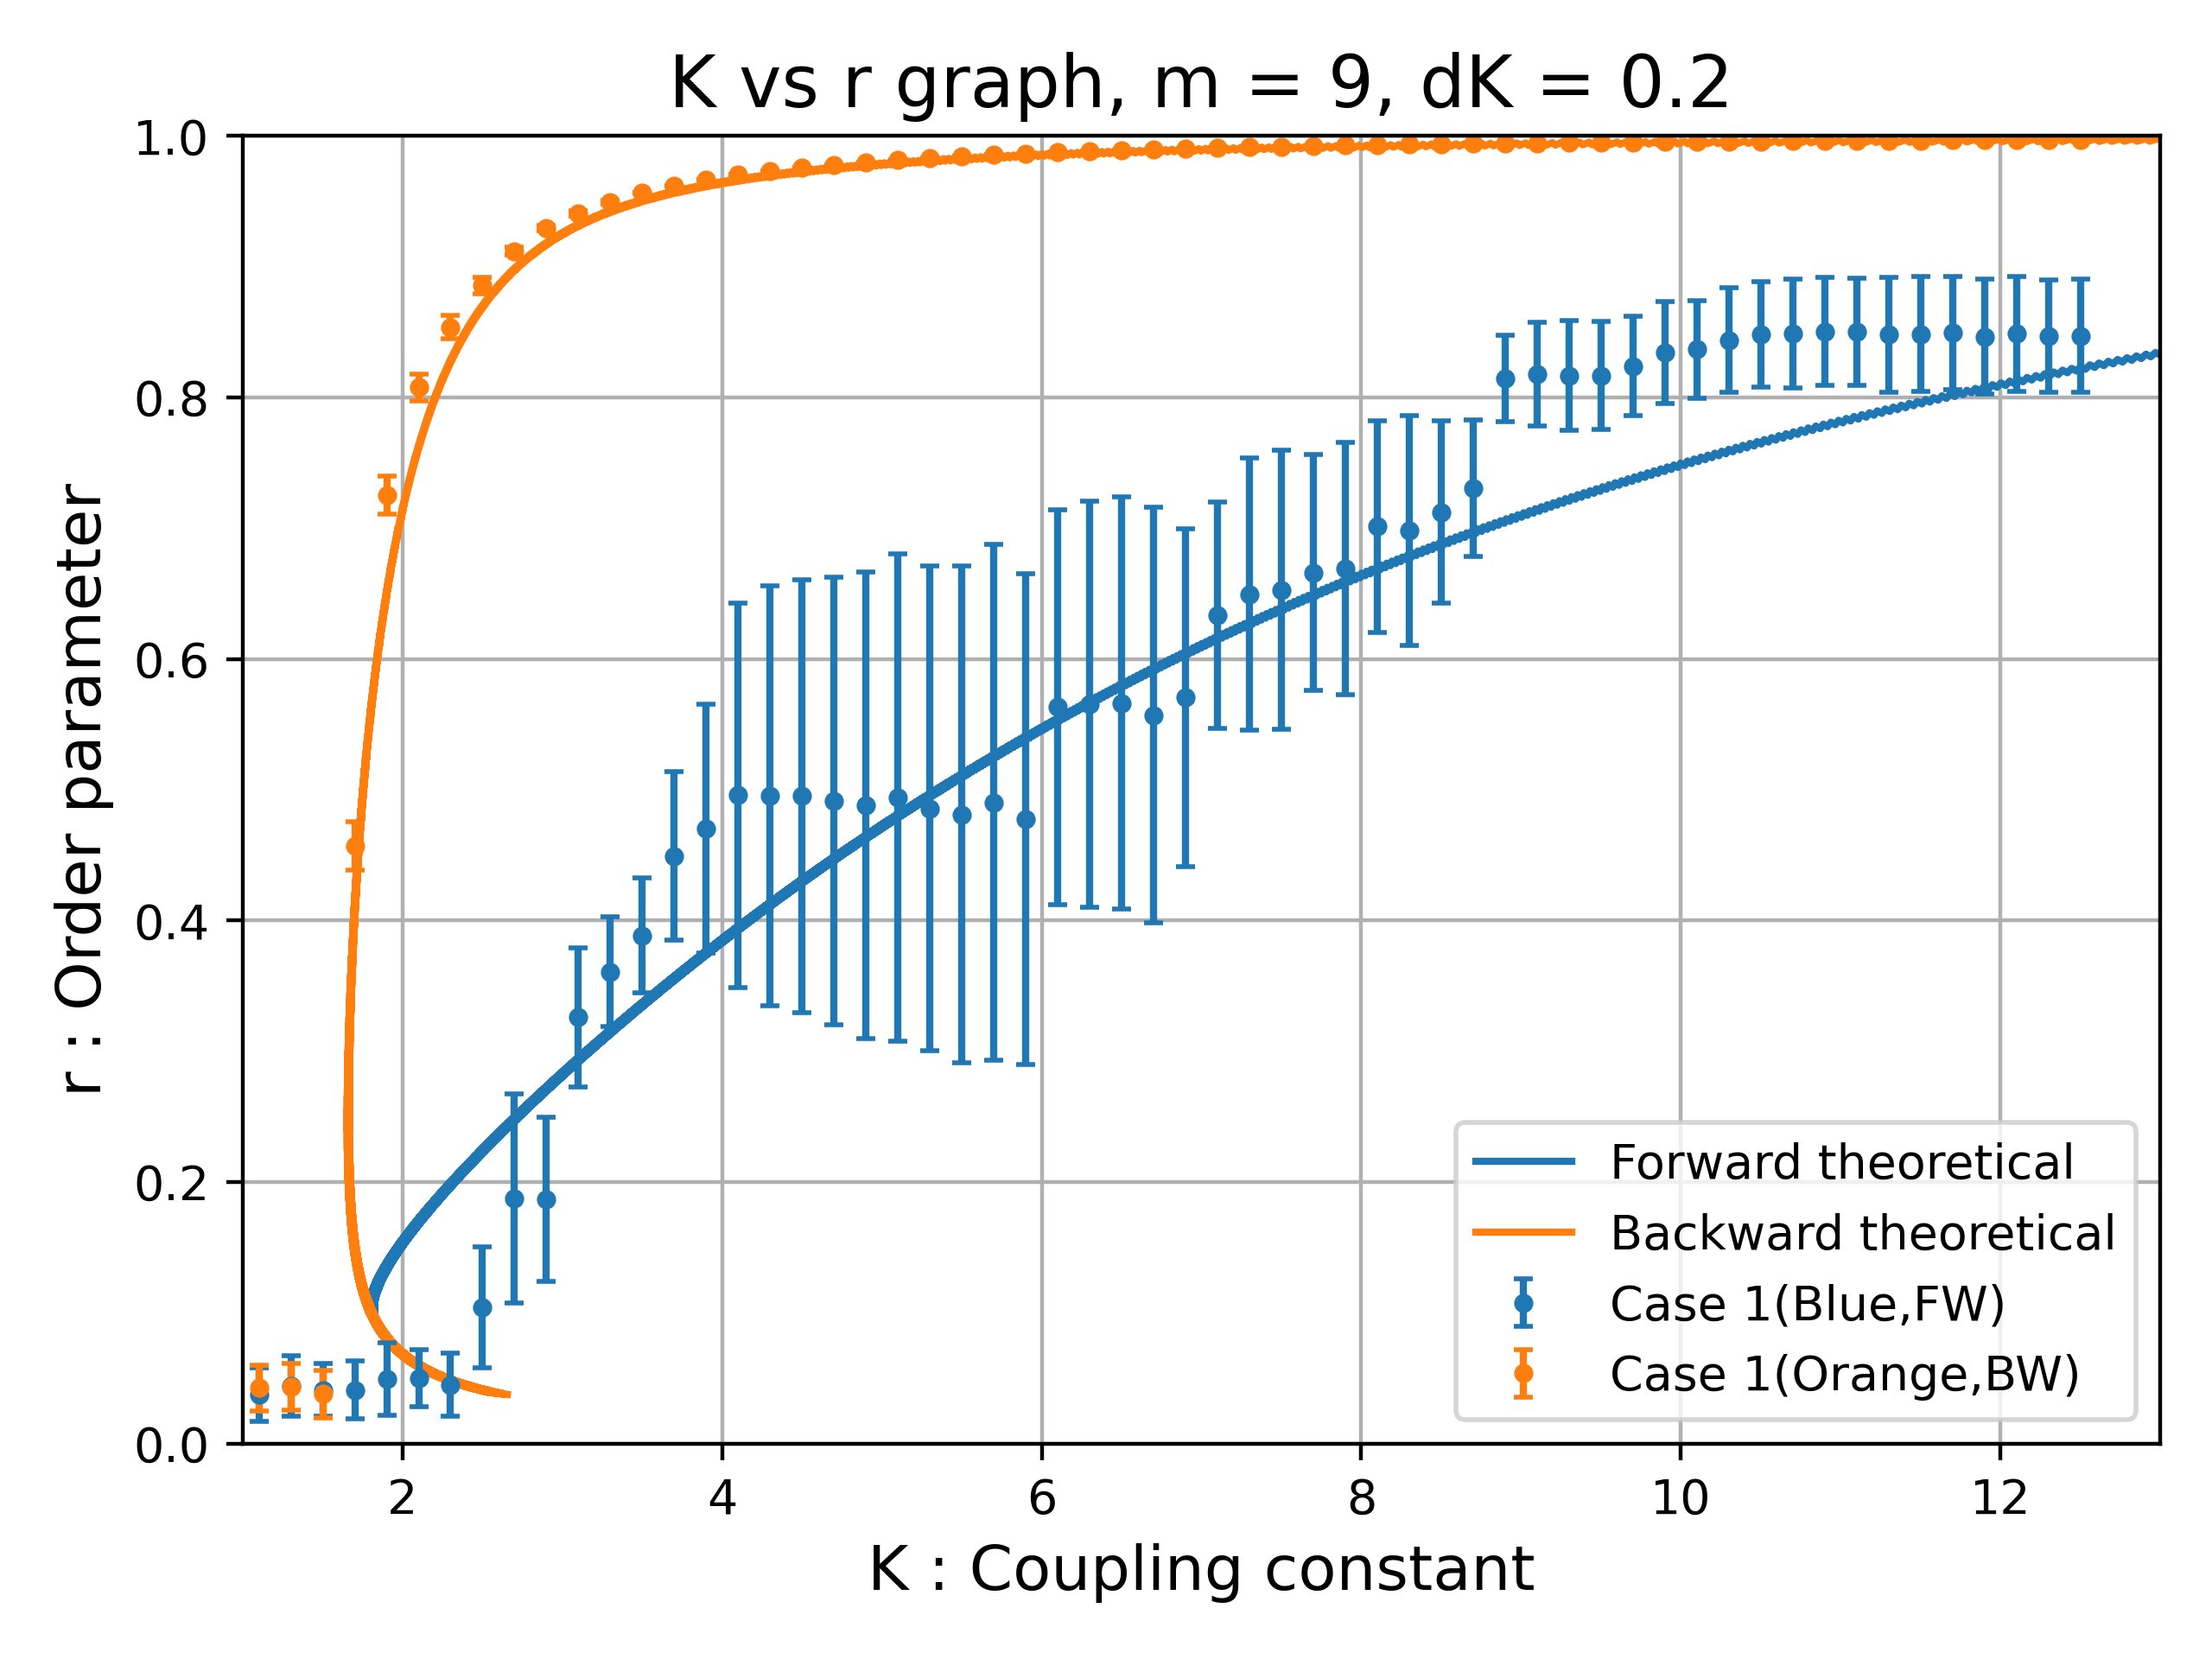 K vs r graph, m = 9, dK = 0.2
1.0
0.8
0.6
0.4
0.2
0.0
r : Order parameter
2 4 6 8 10 12
K : Coupling constant
Forward theoretical
Backward theoretical
Case 1(Blue,FW)
Case 1(Orange,BW)